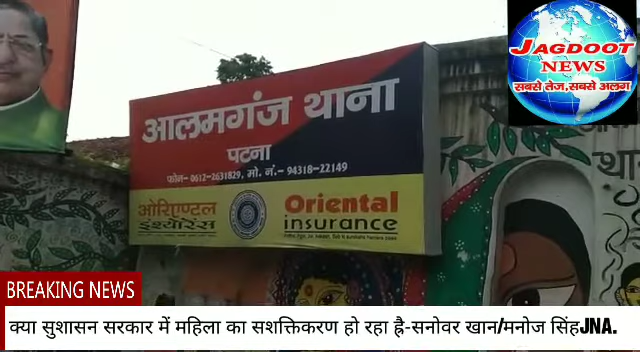 JAGDOOT
NEWS
सबसे तेज,सबसे अलग
आलमगंज थाना
पटना
फोन- 0612-2631829, मो. नं.- 94318-22149
ओरिएण्टल
इंश्योरेंस
Oriental
insurance
थान
BREAKING NEWS
क्या सुशासन सरकार में महिला का सशक्तिकरण हो रहा है-सनोवर खान/मनोज सिंहJNA.